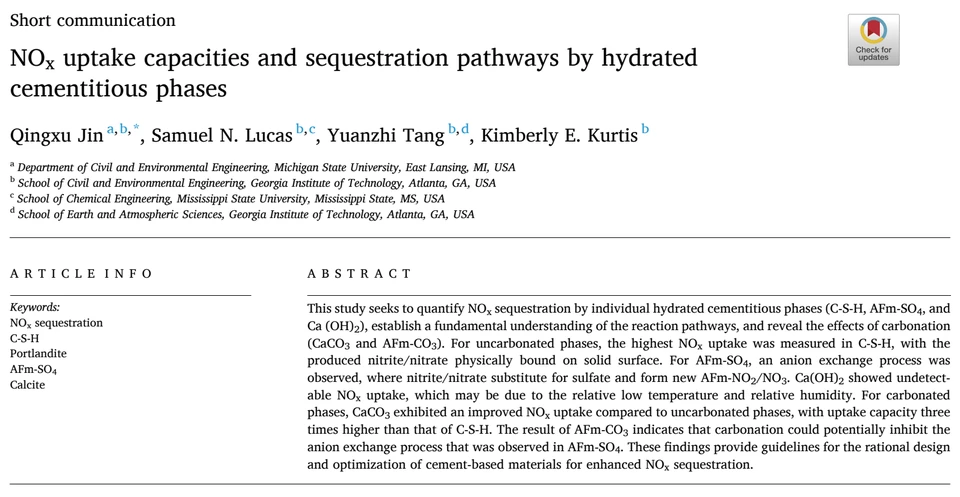 Short communication
Check for
updates
NOx uptake capacities and sequestration pathways by hydrated
cementitious phases
Qingxu Jin a,b,*, Samuel N. Lucas b,c, Yuanzhi Tang b,d, Kimberly E. Kurtis b
a Department of Civil and Environmental Engineering, Michigan State University, East Lansing, MI, USA
b School of Civil and Environmental Engineering, Georgia Institute of Technology, Atlanta, GA, USA
c School of Chemical Engineering, Mississippi State University, Mississippi State, MS, USA
d School of Earth and Atmospheric Sciences, Georgia Institute of Technology, Atlanta, GA, USA
ARTICLE INFO
Keywords:
NOx sequestration
C-S-H
Portlandite
AFm-SO4
Calcite
ABSTRACT
This study seeks to quantify NOx sequestration by individual hydrated cementitious phases (C-S-H, AFm-SO4, and
Ca (OH)2), establish a fundamental understanding of the reaction pathways, and reveal the effects of carbonation
(CaCO3 and AFm-CO3). For uncarbonated phases, the highest NOx uptake was measured in C-S-H, with the
produced nitrite/nitrate physically bound on solid surface. For AFm-SO4, an anion exchange process was
observed, where nitrite/nitrate substitute for sulfate and form new AFm-NO2/NO3. Ca(OH)2 showed undetect-
able NOx uptake, which may be due to the relative low temperature and relative humidity. For carbonated
phases, CaCO3 exhibited an improved NOx uptake compared to uncarbonated phases, with uptake capacity three
times higher than that of C-S-H. The result of AFm-CO3 indicates that carbonation could potentially inhibit the
anion exchange process that was observed in AFm-SO4. These findings provide guidelines for the rational design
and optimization of cement-based materials for enhanced NOx sequestration.